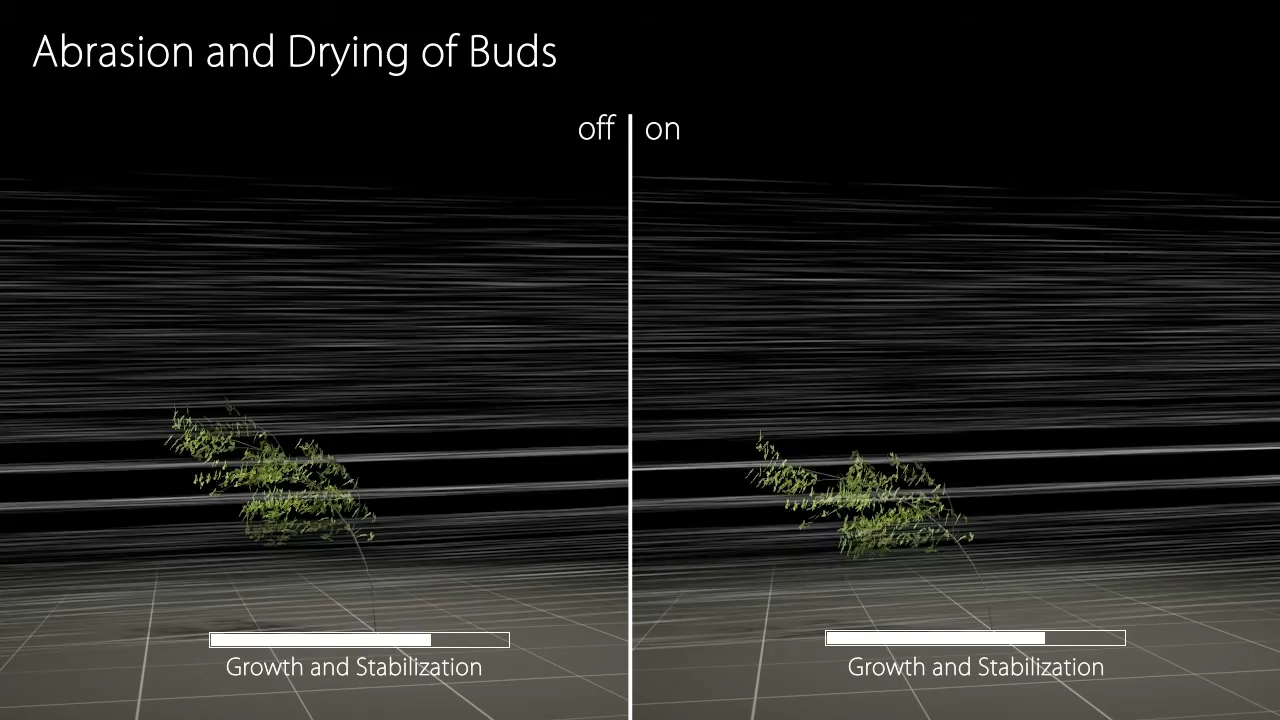 Abrasion and Drying of Buds
off on
Growth and Stabilization
Growth and Stabilization